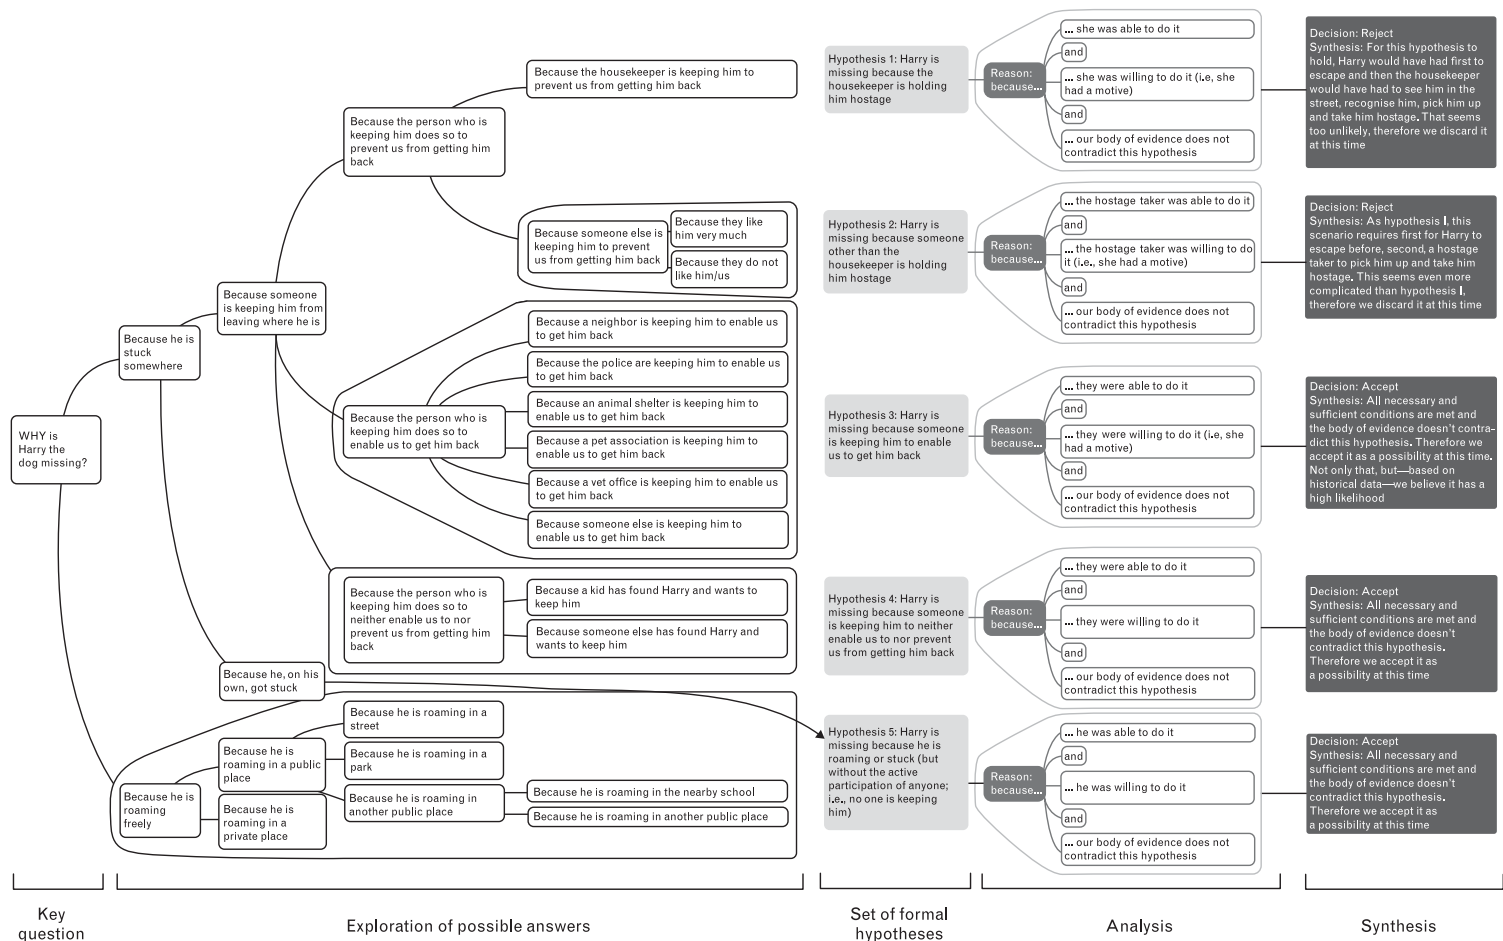 WHY is
Harry the
dog missing?
Because he is
stuck
somewhere
Because he is
roaming
freely
Because someone
is keeping him from
leaving where he is
Because he, on his
own, got stuck
Because he is
roaming in a public
place
Because he is
roaming in a
private place
Because the person who is
keeping him does so to
prevent us from getting him
back
Because the housekeeper is keeping him to
prevent us from getting him back
Because someone else is
keeping him to prevent
us from getting him back
Because they like
him very much
Because they do not
like him/us
Because the person who is
keeping him does so to
enable us to get him back
Because a neighbor is keeping him to enable us
to get him back
Because the police are keeping him to enable us
to get him back
Because an animal shelter is keeping him to
enable us to get him back
Because a pet association is keeping him to
enable us to get him back
Because a vet office is keeping him to enable us
to get him back
Because someone else is keeping him to
enable us to get him back
Because the person who is
keeping him does so to
neither enable us to nor
prevent us from getting him
back
Because a kid has found Harry and wants to
keep him
Because someone else has found Harry and
wants to keep him
Because he is roaming in a
street
Because he is roaming in a
park
Because he is roaming in
another public place
Because he is roaming in the nearby school
Because he is roaming in another public place
Hypothesis 1: Harry is
missing because the
housekeeper is holding
him hostage
Reason:
because...
... she was able to do it
and
... she was willing to do it (i.e, she
had a motive)
and
... our body of evidence does not
contradict this hypothesis
Decision: Reject
Synthesis: For this hypothesis to
hold, Harry would have had first to
escape and then the housekeeper
would have had to see him in the
street, recognise him, pick him up
and take him hostage. That seems
too unlikely, therefore we discard it
at this time
Hypothesis 2: Harry is
missing because someone
other than the
housekeeper is holding
him hostage
Reason:
because...
... the hostage taker was able to do it
and
... the hostage taker was willing to do
it (i.e., she had a motive)
and
... our body of evidence does not
contradict this hypothesis
Decision: Reject
Synthesis: As hypothesis I, this
scenario requires first for Harry to
escape before, second, a hostage
taker to pick him up and take him
hostage. This seems even more
complicated than hypothesis I,
therefore we discard it at this time
Hypothesis 3: Harry is
missing because someone
is keeping him to enable
us to get him back
Reason:
because...
... they were able to do it
and
... they were willing to do it (i.e, she
had a motive)
and
... our body of evidence does not
contradict this hypothesis
Decision: Accept
Synthesis: All necessary and
sufficient conditions are met and
the body of evidence doesn't contra-
dict this hypothesis. Therefore we
accept it as a possibility at this time.
Not only that, but—based on
historical data—we believe it has a
high likelihood
Hypothesis 4: Harry is
missing because someone
is keeping him to neither
enable us to nor prevent
us from getting him back
Reason:
because...
... they were able to do it
and
... they were willing to do it
and
... our body of evidence does not
contradict this hypothesis
Decision: Accept
Synthesis: All necessary and
sufficient conditions are met and
the body of evidence doesn't
contradict this hypothesis.
Therefore we accept it as
a possibility at this time
Hypothesis 5: Harry is
missing because he is
roaming or stuck (but
without the active
participation of anyone;
i.e., no one is keeping
him)
Reason:
because...
... he was able to do it
and
... he was willing to do it
and
... our body of evidence does not
contradict this hypothesis
Decision: Accept
Synthesis: All necessary and
sufficient conditions are met and
the body of evidence doesn't
contradict this hypothesis.
Therefore we accept it as
a possibility at this time
Key
question
Exploration of possible answers
Set of formal
hypotheses
Analysis
Synthesis